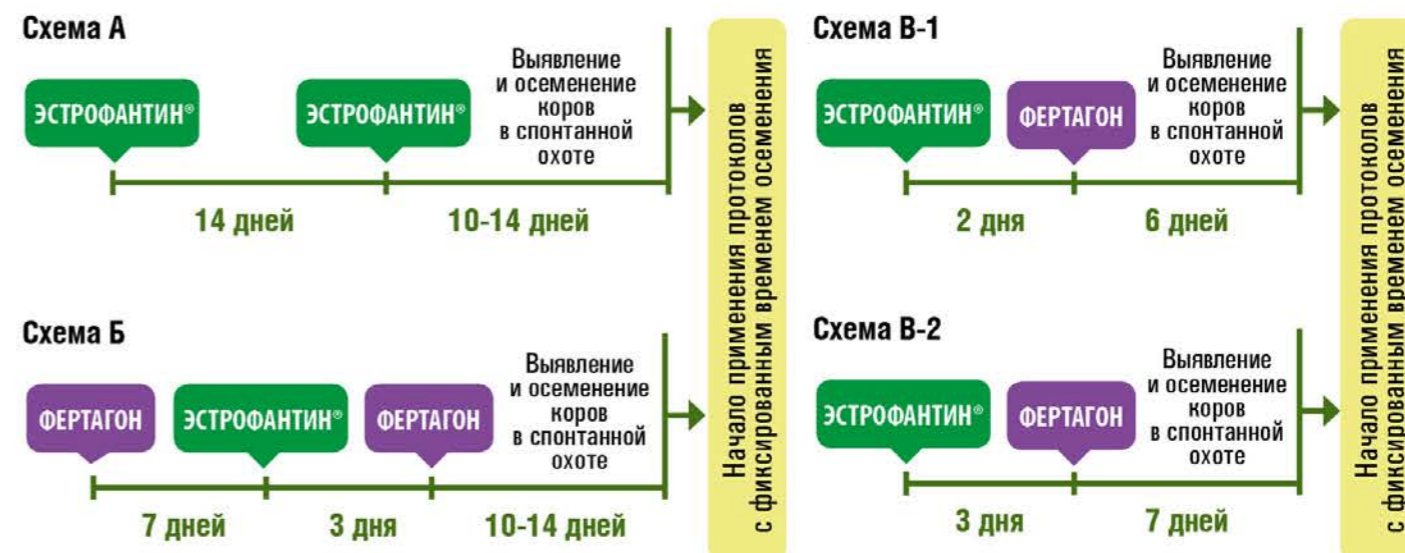 Схема А
ЭСТРОФАНТИН®
ЭСТРОФАНТИН®
Выявление
и осеменение
коров
в спонтанной
охоте
14 дней
10-14 дней
Схема Б
ФЕРТАГОН
ЭСТРОФАНТИН®
ФЕРТАГОН
Выявление
и осеменение
коров
в спонтанной
охоте
7 дней
3 дня
10-14 дней
Начало применения протоколов
с фиксированным временем осеменения
Схема В-1
ЭСТРОФАНТИН®
ФЕРТАГОН
Выявление
и осеменение
коров
в спонтанной
охоте
2 дня
6 дней
Схема В-2
ЭСТРОФАНТИН®
ФЕРТАГОН
Выявление
и осеменение
коров
в спонтанной
охоте
3 дня
7 дней
Начало применения протоколов
с фиксированным временем осеменения